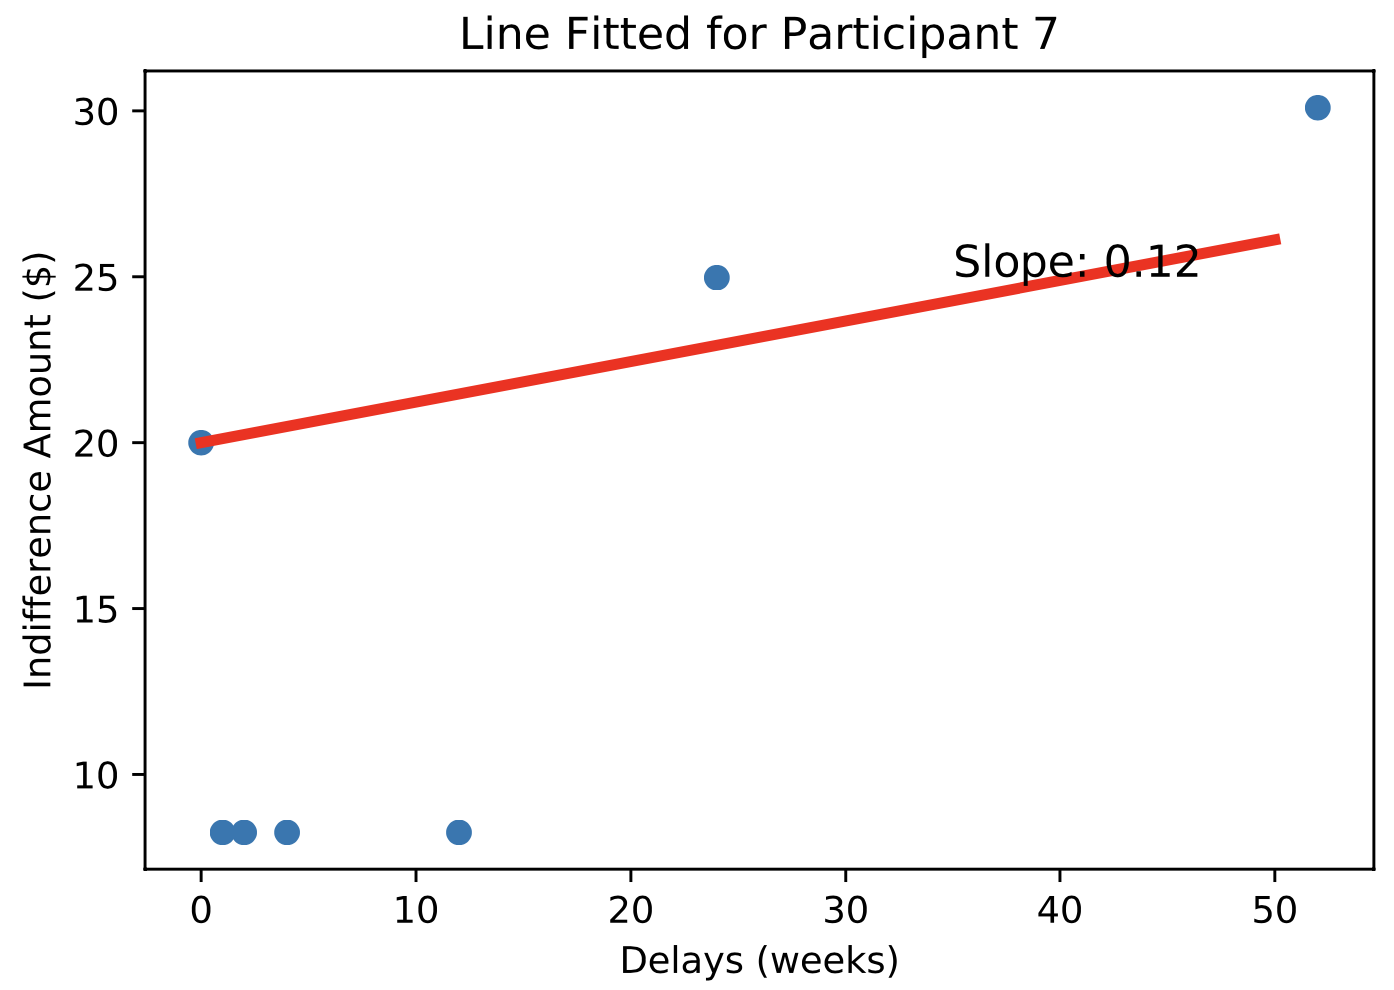 Line Fitted for Participant 7
Indifference Amount ($)
30
25
20
15
10
Slope: 0.12
0 10 20 30 40 50
Delays (weeks)